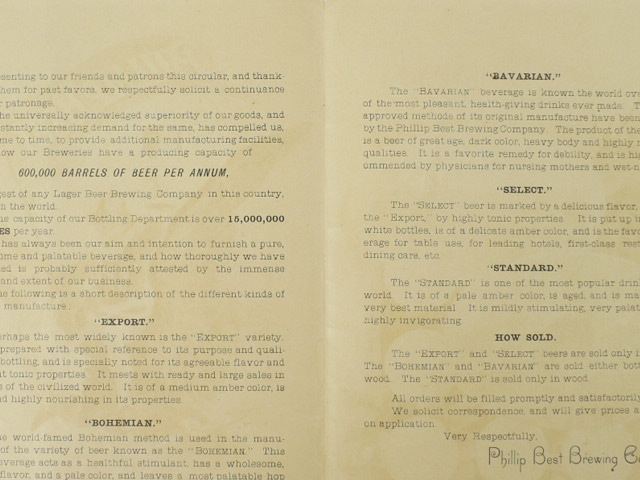 senting to our friends and patrons this circular, and thank-
hem for past favors, we respectfully solicit a continuance
patronage.
he universally acknowledged superiority of our goods, and
stantly increasing demand for the same, has compelled us,
me to time, to provide additional manufacturing facilities,
ow our Breweries have a producing capacity of
600,000 BARRELS OF BEER PER ANNUM,
gest of any Lager Beer Brewing Company in this country,
n the world.
he capacity of our Bottling Department is over 15,000,000
ES per year.
has always been our aim and intention to furnish a pure,
ome and palatable beverage, and how thoroughly we have
ed is probably sufficiently attested by the immense
and extent of our business.
he following is a short description of the different kinds of
manufacture:
"EXPORT."
erhaps the most widely known is the "EXPORT" variety.
prepared with special reference to its purpose and quali-
bottling, and is specially noted for its agreeable flavor and
t tonic properties. It meets with ready and large sales in
s of the civilized world. It is of a medium amber color, is
nd highly nourishing in its properties.
"BOHEMIAN."
e world-famed Bohemian method is used in the manu-
of the variety of beer known as the "BOHEMIAN." This
verage acts as a healthful stimulant, has a wholesome,
flavor, and a pale color, and leaves a most palatable hop
"BAVARIAN."
The "BAVARIAN" beverage is known the world ove
of the most pleasant, health-giving drinks ever made. T
approved methods of its original manufacture have been
by the Phillip Best Brewing Company. The product of the
is a beer of great age, dark color, heavy body and highly n
qualities. It is a favorite remedy for debility, and is hig
ommended by physicians for nursing mothers and wet-n
"SELECT."
The "SELECT" beer is marked by a delicious flavor,
the "Export," by highly tonic properties. It is put up i
white bottles, is of a delicate amber color, and is the favo
erage for table use, for leading hotels, first-class rest
dining cars, etc.
"STANDARD."
The "STANDARD" is one of the most popular drin
world. It is of a pale amber color, is aged, and is ma
very best material. It is mildly stimulating, very palat
highly invigorating.
HOW SOLD.
The "EXPORT" and "SELECT" beers are sold only i
The "BOHEMIAN" and "BAVARIAN" are sold either bott
wood. The "STANDARD" is sold only in wood.
All orders will be filled promptly and satisfactorily
We solicit correspondence, and will give prices a
on application.
Very Respectfully,
Phillip Best Brewing Co